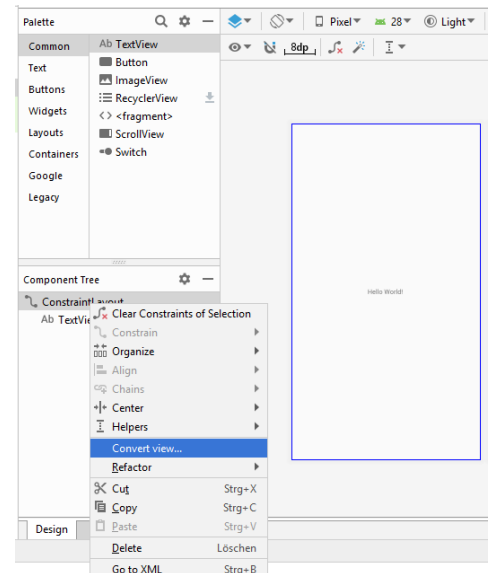 Palette
Pixel
28
Light
Common
Ab TextView
8dp
Text
Button
Buttons
ImageView
Widgets
RecyclerView
Layouts
<fragment>
Containers
ScrollView
Google
Switch
Legacy
Hello World!
Component Tree
ConstraintLayout
Ab TextVie
Clear Constraints of Selection
Constrain
Organize
Align
Chains
Center
Helpers
Convert view...
Refactor
Cut Strg+X
Copy Strg+C
Paste Strg+V
Design
Delete Löschen
Go to XML Strg+B